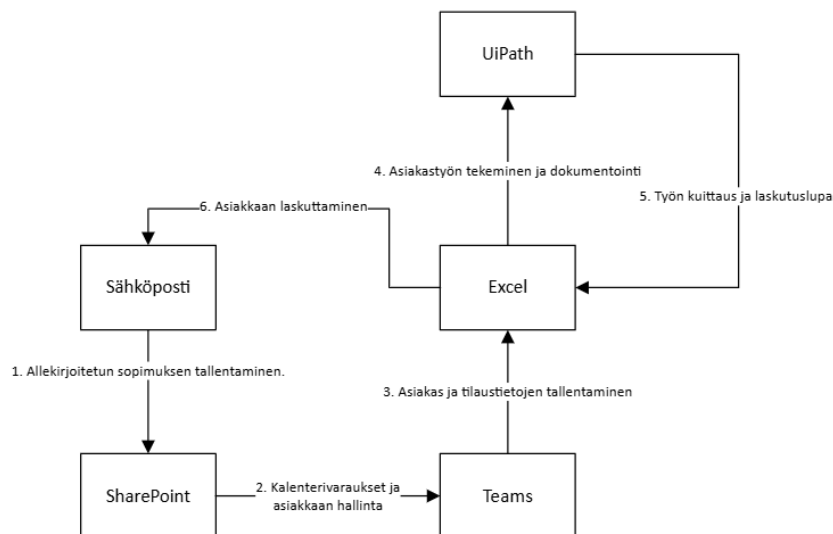 UiPath
4. Asiakastyön tekeminen ja dokumentointi
5. Työn kuittaus ja laskutuslupa
6. Asiakkaan laskuttaminen
Sähköposti
Excel
1. Allekirjoitetun sopimuksen tallentaminen.
3. Asiakas ja tilaustietojen tallentaminen
SharePoint
2. Kalenterivaraukset ja
asiakkaan hallinta
Teams